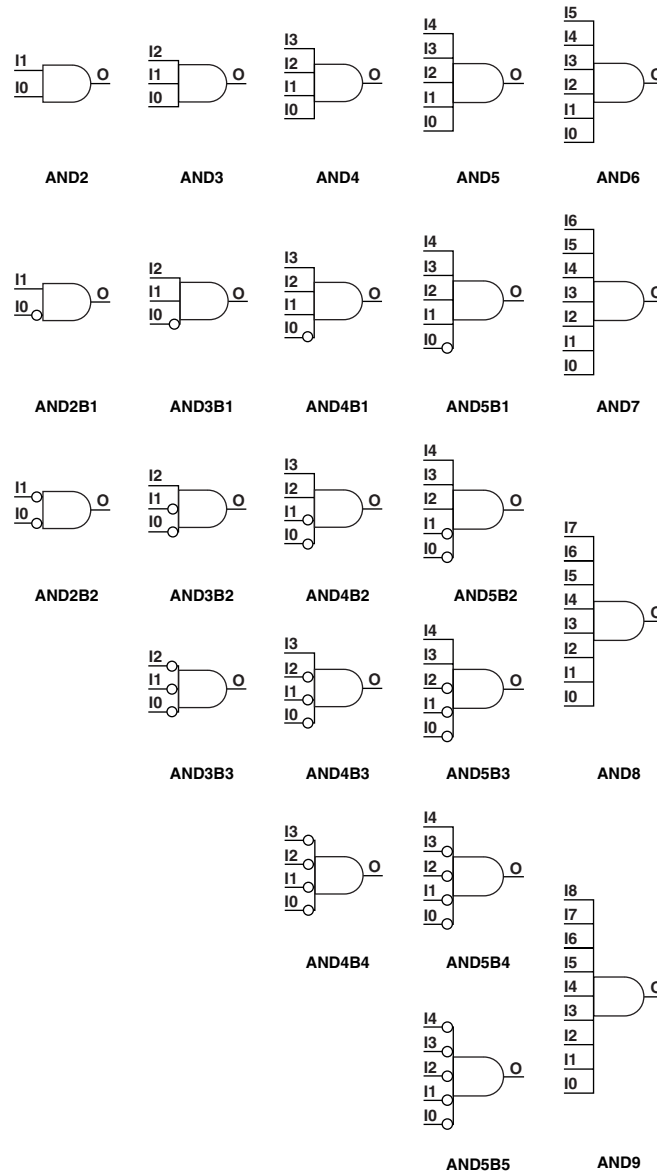 I1
I0
O
AND2
I2
I1
I0
O
AND3
I3
I2
I1
I0
O
AND4
I4
I3
I2
I1
I0
O
AND5
I5
I4
I3
I2
I1
I0
O
AND6
I1
I0
O
AND2B1
I2
I1
I0
O
AND3B1
I3
I2
I1
I0
O
AND4B1
I4
I3
I2
I1
I0
O
AND5B1
I6
I5
I4
I3
I2
I1
I0
O
AND7
I1
I0
O
AND2B2
I2
I1
I0
O
AND3B2
I3
I2
I1
I0
O
AND4B2
I4
I3
I2
I1
I0
O
AND5B2
I7
I6
I5
I4
I3
I2
I1
I0
O
AND8
I2
I1
I0
O
AND3B3
I3
I2
I1
I0
O
AND4B3
I4
I3
I2
I1
I0
O
AND5B3
I3
I2
I1
I0
O
AND4B4
I4
I3
I2
I1
I0
O
AND5B4
I8
I7
I6
I5
I4
I3
I2
I1
I0
O
AND9
I4
I3
I2
I1
I0
O
AND5B5